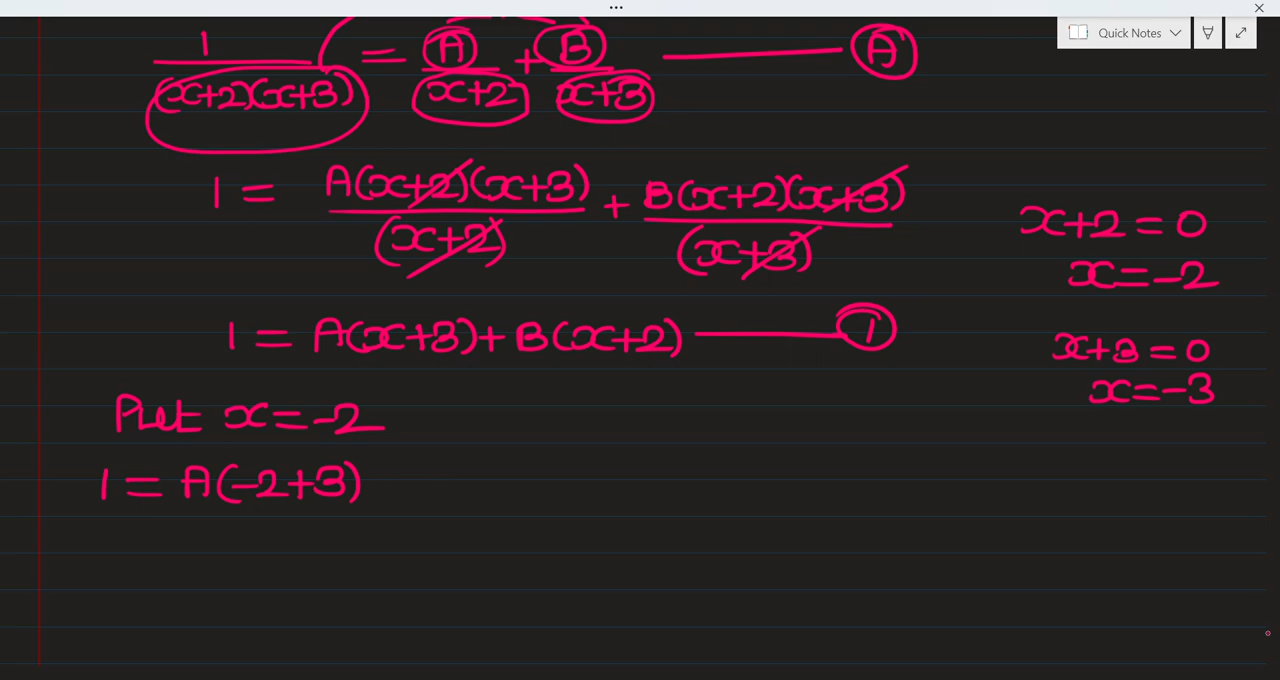 Quick Notes
1/((x+2)(x+3)) = A/(x+2) + B/(x+3) — A
1 = A(x+2)(x+3)/(x+2) + B(x+2)(x+3)/(x+3)
x+2=0
x=-2
1 = A(x+3)+B(x+2) — 1
x+3=0
x=-3
Put x=-2
1=A(-2+3)